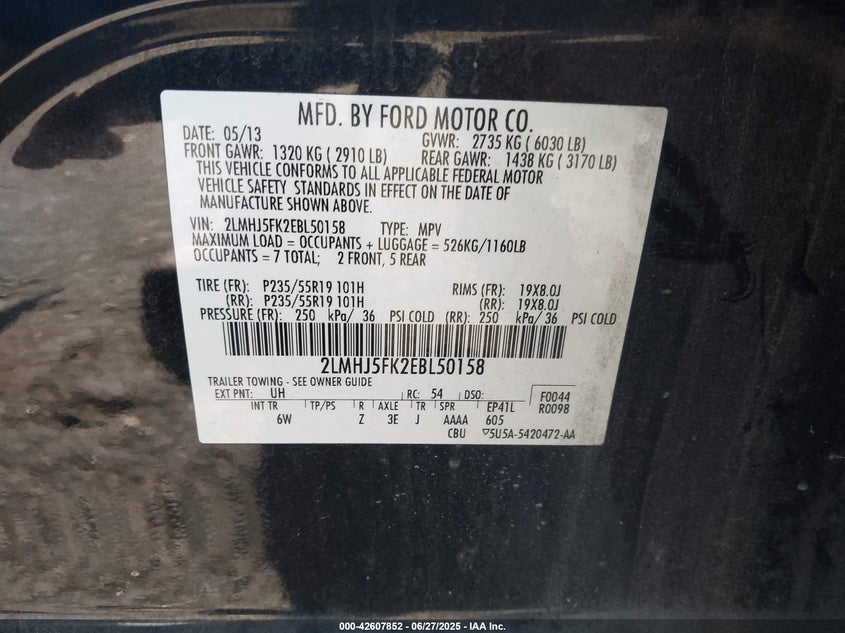 MFD. BY FORD MOTOR CO.
DATE: 05/13 GVWR: 2735 KG ( 6030 LB)
FRONT GAWR: 1320 KG ( 2910 LB) REAR GAWR: 1438 KG ( 3170 LB)
THIS VEHICLE CONFORMS TO ALL APPLICABLE FEDERAL MOTOR
VEHICLE SAFETY STANDARDS IN EFFECT ON THE DATE OF
MANUFACTURE SHOWN ABOVE.
VIN: 2LMHJ5FK2EBL50158 TYPE: MPV
MAXIMUM LOAD = OCCUPANTS + LUGGAGE = 526KG/1160LB
OCCUPANTS = 7 TOTAL; 2 FRONT, 5 REAR
TIRE (FR): P235/55R19 101H RIMS (FR): 19X8.0J
(RR): P235/55R19 101H (RR): 19X8.0J
PRESSURE (FR): 250 kPa/ 36 PSI COLD (RR): 250 kPa/ 36 PSI COLD
2LMHJ5FK2EBL50158
TRAILER TOWING - SEE OWNER GUIDE
EXT PNT: UH RC: 54 DSO: F0044
INT TR TP/PS R AXLE TR SPR EP41L R0098
6W Z 3E J AAAA 605
CBU 5U5A-5420472-AA
000-42607852 - 06/27/2025 - IAA Inc.